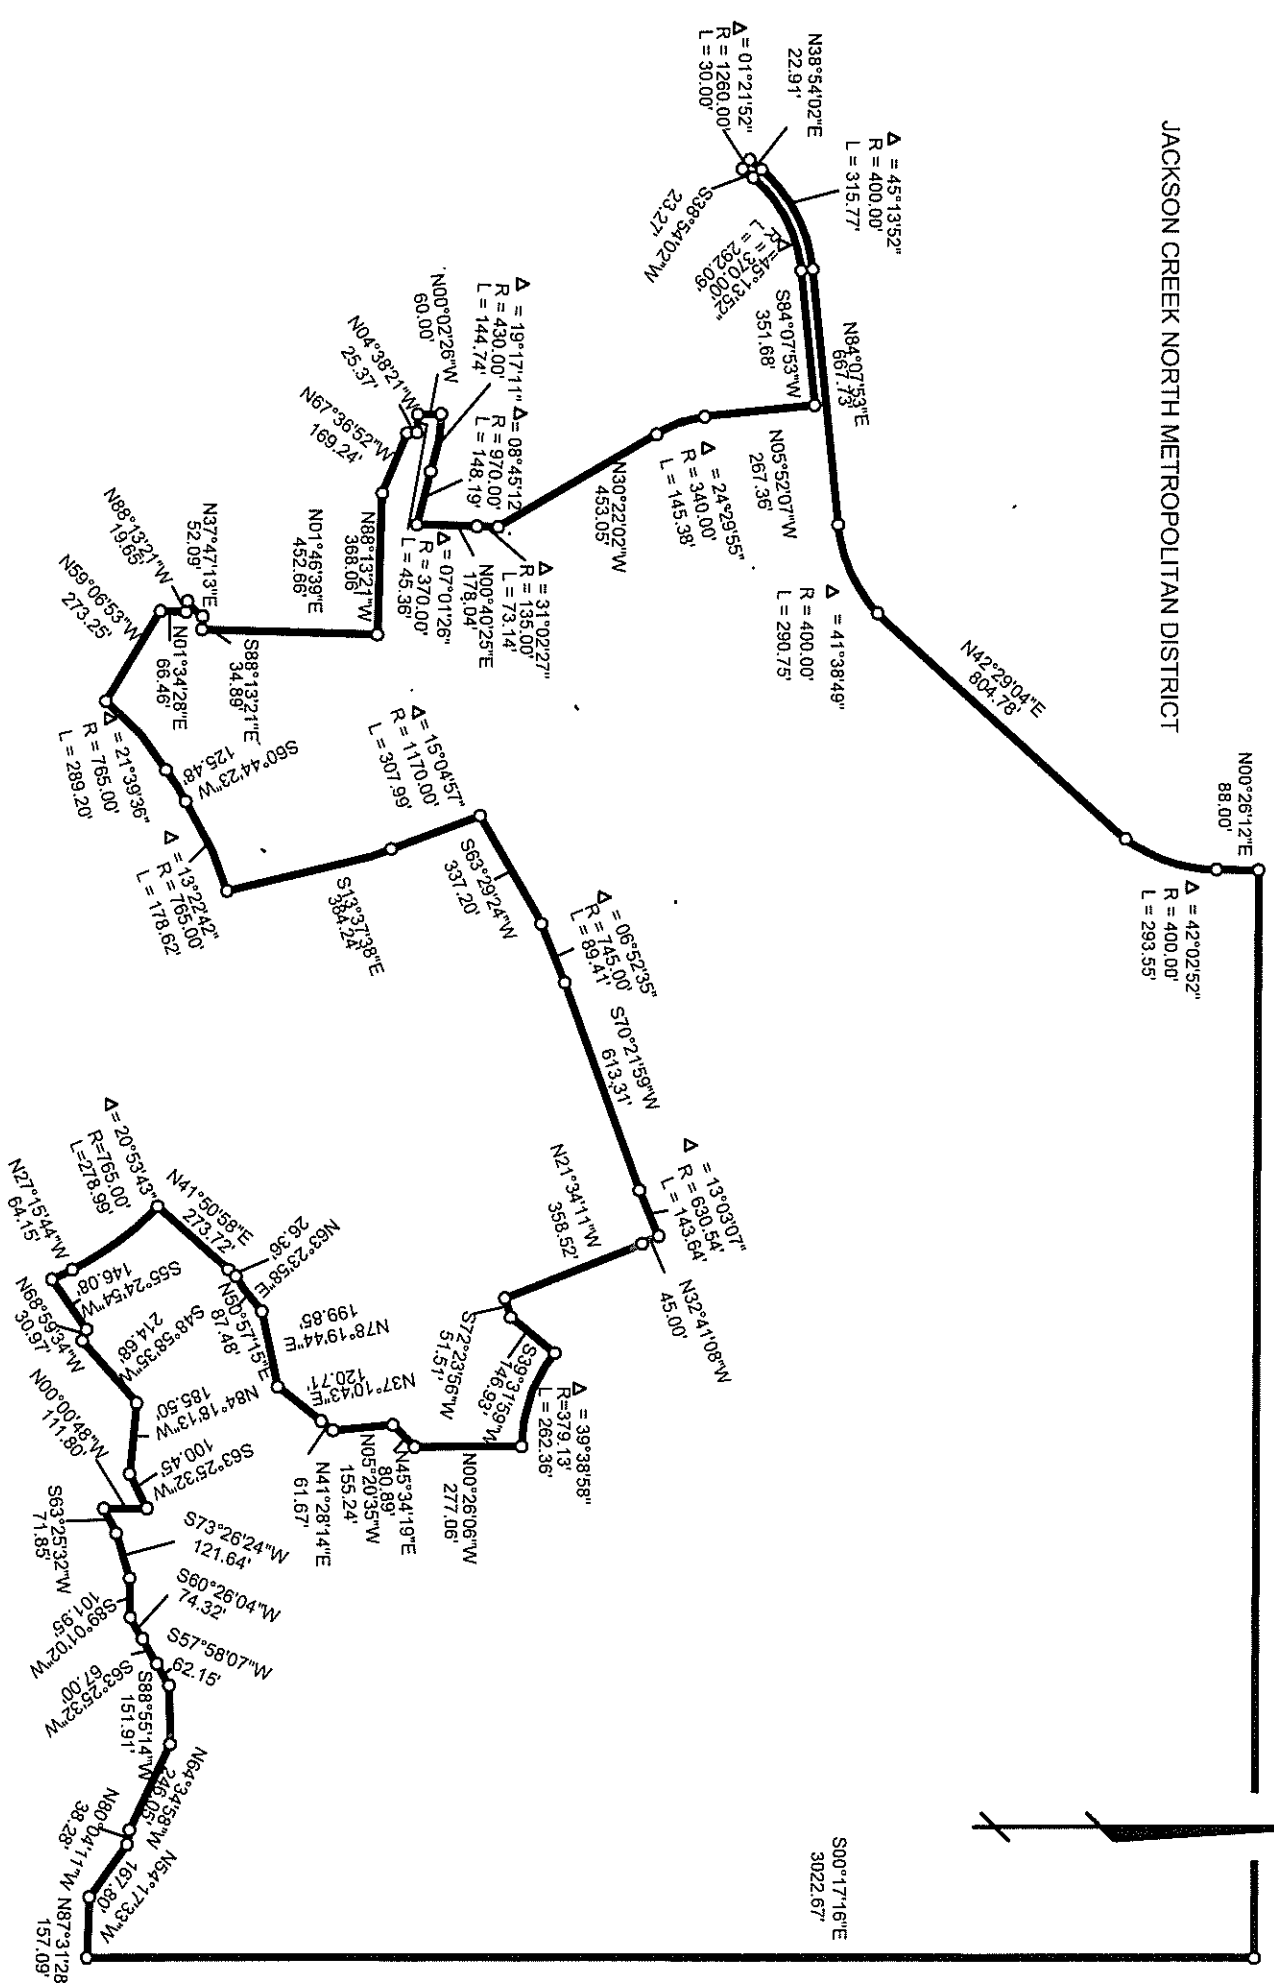 JACKSON CREEK NORTH METROPOLITAN DISTRICT
N00°26'12"E
88.00'
Δ = 42°02'52"
R = 400.00'
L = 293.55'
N42°29'04"E
804.78'
Δ = 41°38'49"
R = 400.00'
L = 290.75'
N84°07'53"E
667.73'
Δ = 45°13'52"
R = 400.00'
L = 315.77'
N38°54'02"E
22.91'
Δ = 01°21'52"
R = 1260.00'
L = 30.00'
S38°54'02"W
23.27'
Δ = 45°13'52"
R = 370.00'
L = 292.09'
S84°07'53"W
351.68'
N05°52'07"W
267.36'
Δ = 24°29'55"
R = 340.00'
L = 145.38'
N30°22'02"W
453.05'
Δ = 31°02'27"
R = 135.00'
L = 73.14'
N00°40'25"E
178.04'
Δ = 07°01'26"
R = 370.00'
L = 45.36'
Δ = 08°45'12"
R = 970.00'
L = 148.19'
Δ = 19°17'11"
R = 430.00'
L = 144.74'
N00°02'26"W
60.00'
N04°38'21"W
25.37'
N67°36'52"W
169.24'
N88°13'21"W
368.06'
N01°46'39"E
452.66'
S88°13'21"E
34.89'
N37°47'13"E
52.09'
N88°13'21"W
19.65'
N01°34'28"E
66.46'
N59°06'53"W
273.25'
Δ = 21°39'36"
R = 765.00'
L = 289.20'
S60°44'23"W
125.48'
Δ = 13°22'42"
R = 765.00'
L = 178.62'
S13°37'38"E
384.24'
Δ = 15°04'57"
R = 1170.00'
L = 307.99'
S63°29'24"W
337.20'
Δ = 06°52'35"
R = 745.00'
L = 89.41'
S70°21'59"W
613.31'
Δ = 13°03'07"
R = 630.54'
L = 143.64'
N32°41'08"W
45.00'
N21°34'11"W
358.52'
S72°23'56"W
51.51'
S39°31'59"W
146.93'
Δ = 39°38'58"
R=379.13'
L = 262.36'
N00°26'06"W
277.06'
N45°34'19"E
80.89'
N05°20'35"W
155.24'
N41°28'14"E
61.67'
N37°10'43"E
120.71'
N78°19'44"E
199.85'
N50°57'15"E
87.48'
N63°23'58"E
26.36'
N41°50'58"E
273.72'
Δ = 20°53'43"
R=765.00'
L=278.99'
N27°15'44"W
64.15'
S55°24'54"W
146.08'
N68°59'34"W
30.97'
S48°58'35"W
214.68'
N84°18'13"W
185.50'
S63°25'32"W
100.45'
N00°00'48"W
111.80'
S63°25'32"W
71.85'
S73°26'24"W
121.64'
S89°01'02"W
101.95'
S60°26'04"W
74.32'
S57°58'07"W
62.15'
S63°25'32"W
67.00'
S88°55'14"W
151.91'
N64°34'58"W
246.05'
N80°04'11"W
38.28'
N54°17'33"W
167.80'
N87°31'28
157.09'
S00°17'16"E
3022.67'